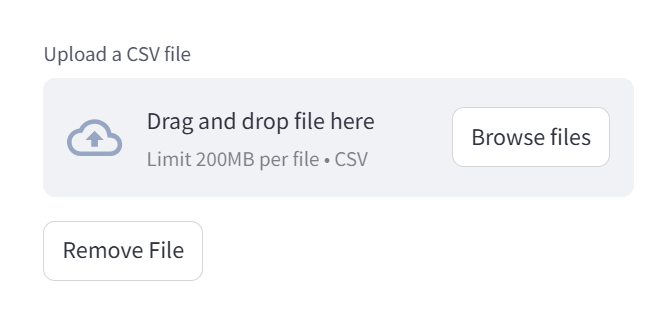 Upload a CSV file
Drag and drop file here
Limit 200MB per file • CSV
Browse files
Remove File